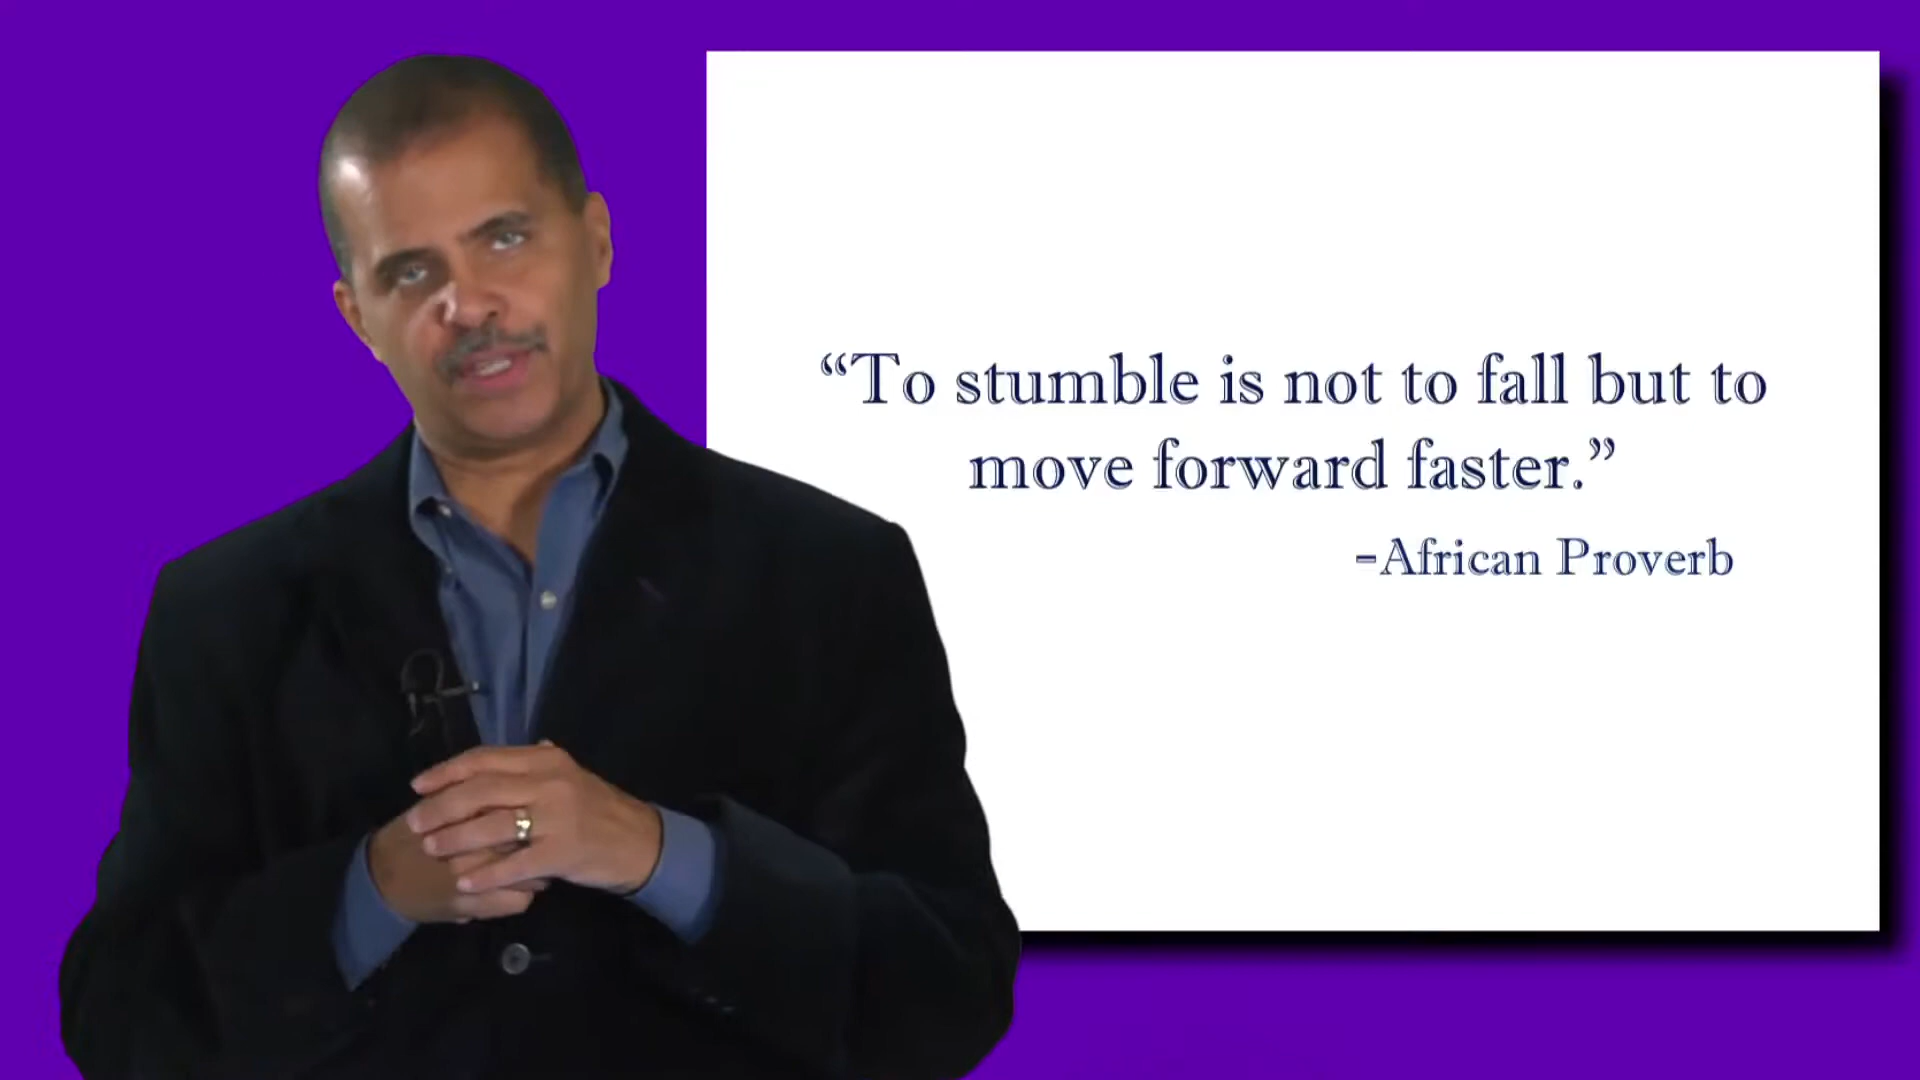 “To stumble is not to fall but to
move forward faster.”
-African Proverb